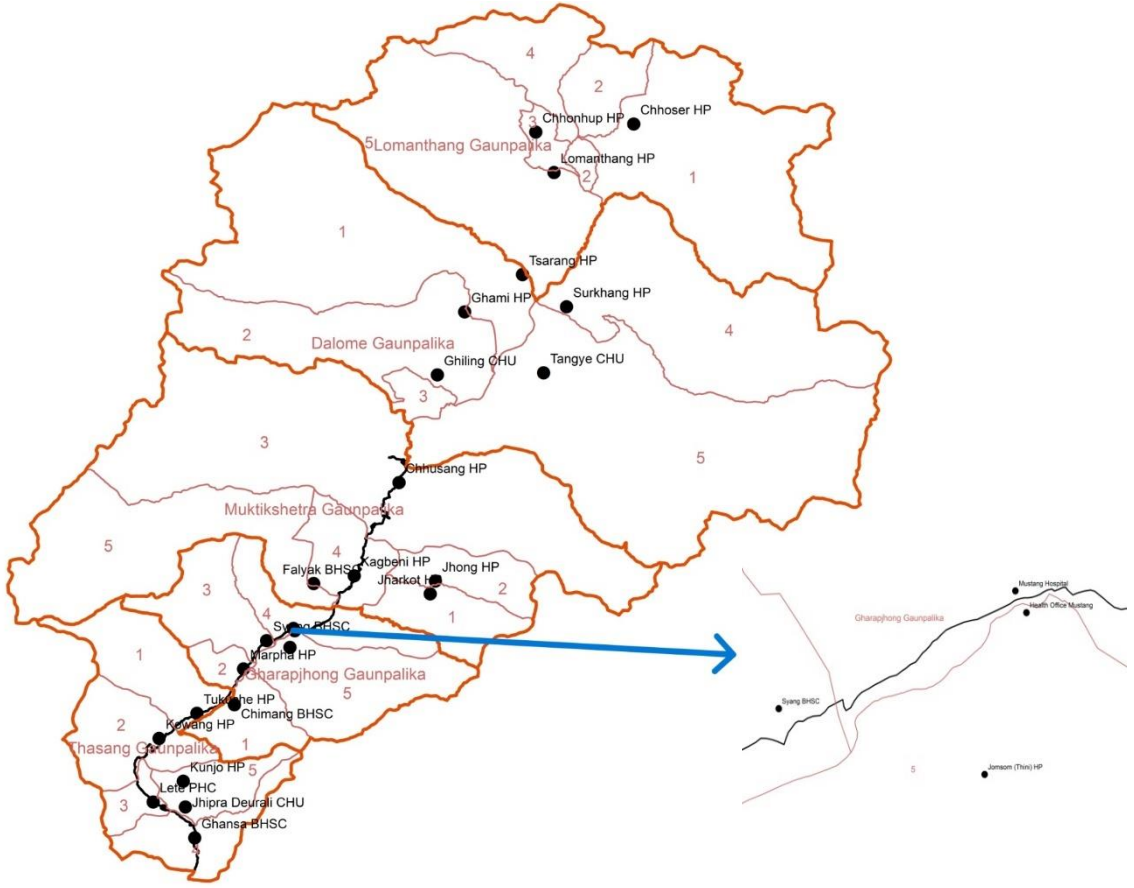 4
2
3
Chhonhup HP
Chhoser HP
5
Lomanthang Gaunpalika
Lomanthang HP
2
1
1
Tsarang HP
Ghami HP
Surkhang HP
2
4
Dalome Gaunpalika
Ghiling CHU
Tangye CHU
3
3
5
Chhusang HP
Muktikshetra Gaunpalika
5
4
Falyak BHSC
Kagbeni HP
Jhong HP
Jharkot HP
2
3
1
4
Syang BHSC
1
Marpha HP
2
Gharapjhong Gaunpalika
5
Tukuche HP
Chimang BHSC
2
Kowang HP
1
Thasang Gaunpalika
Kunjo HP
5
Lete PHC
3
Jhipra Deurali CHU
Ghansa BHSC
Mustang Hospital
Gharapjhong Gaunpalika
Health Office Mustang
Syang BHSC
5
Jomsom (Thini) HP